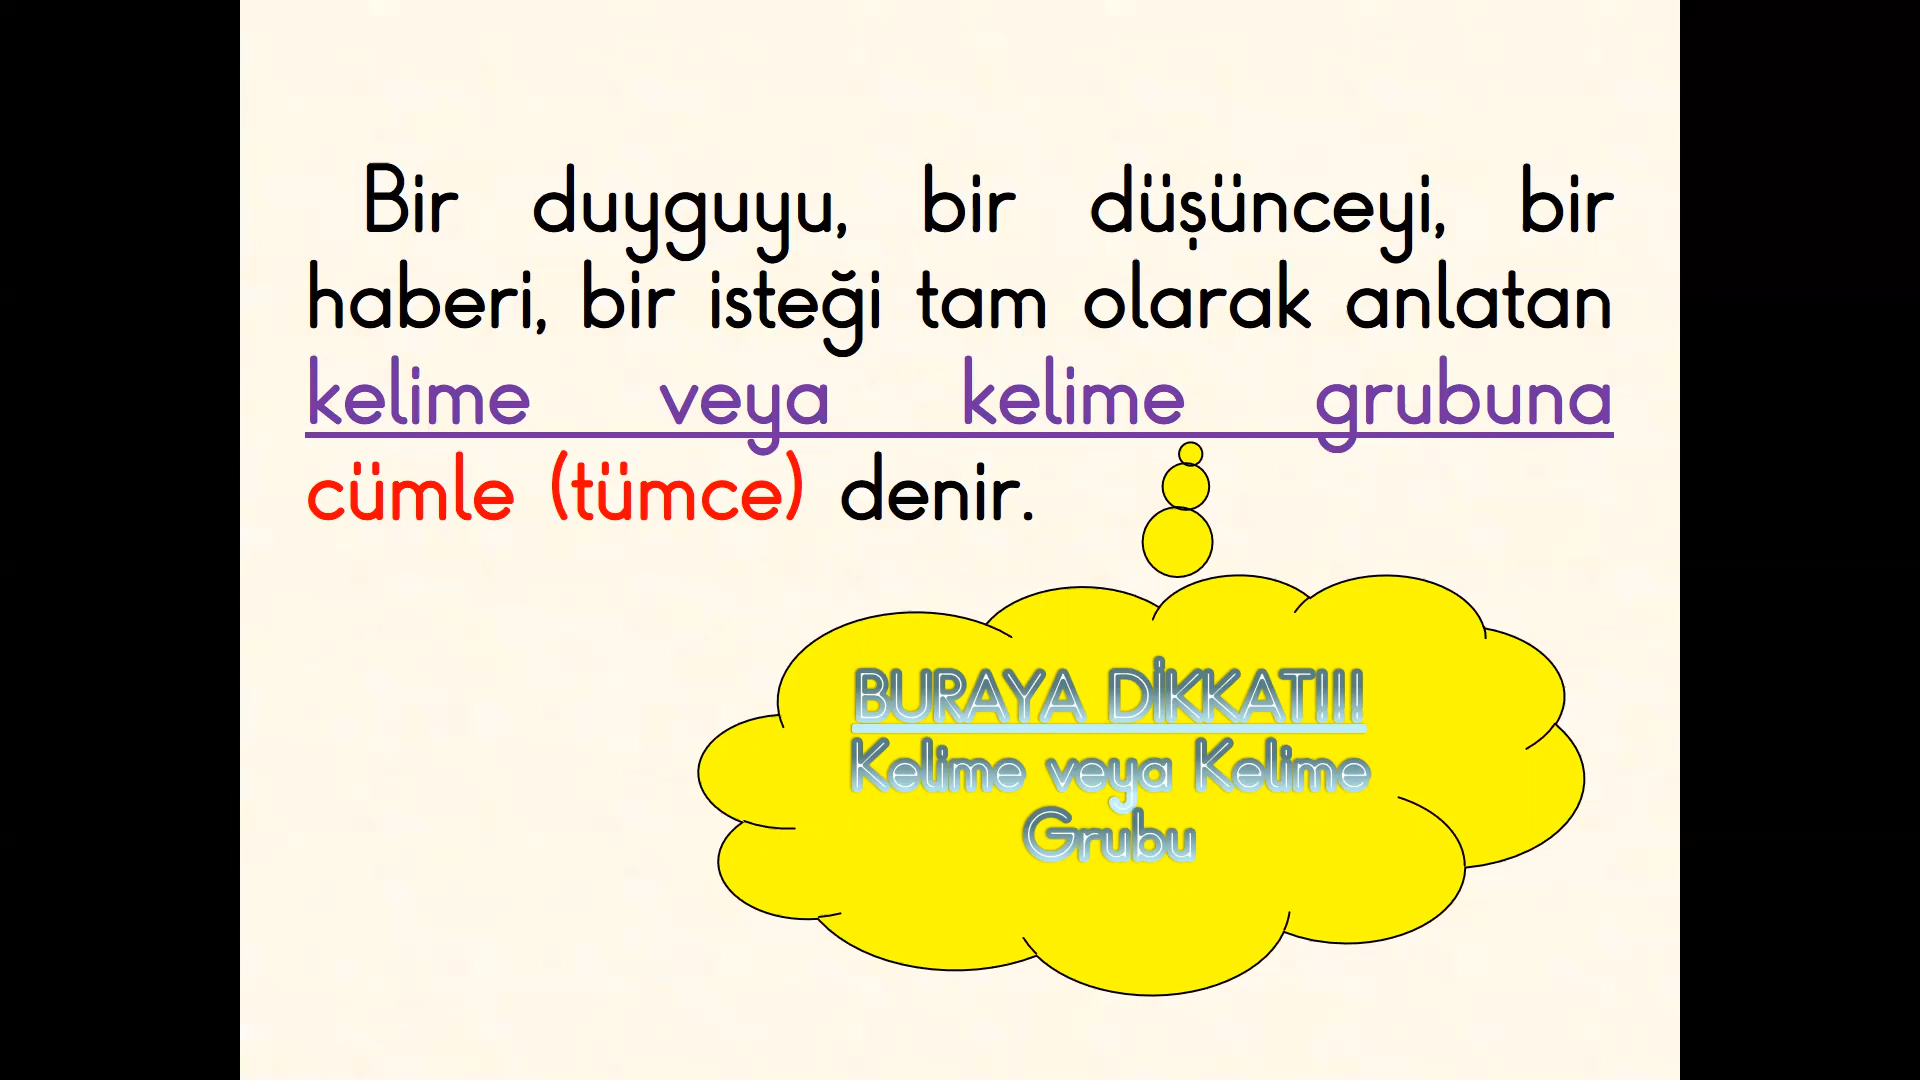 Bir duyguyu, bir düşünceyi, bir
haberi, bir isteği tam olarak anlatan
kelime veya kelime grubuna
cümle (tümce) denir.
BURAYA DİKKAT!!!
Kelime veya Kelime
Grubu